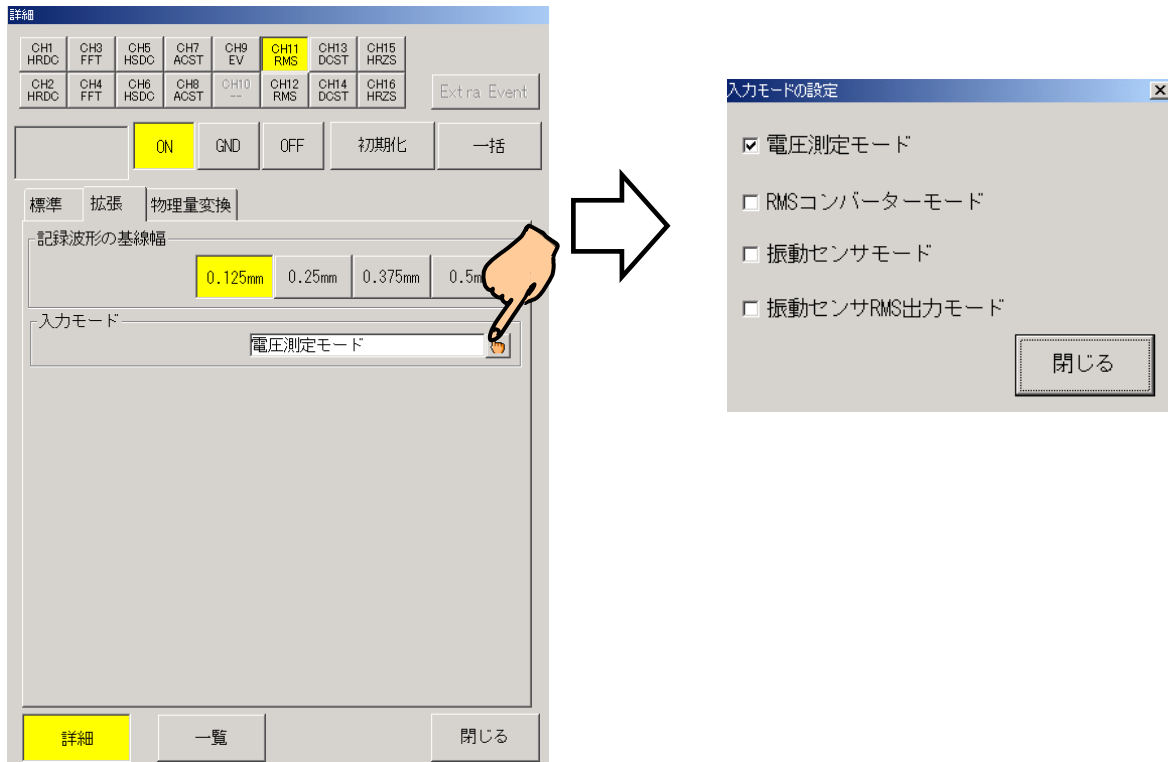 詳細
CH1 HRDC CH3 FFT CH5 HSDC CH7 ACST CH9 EV CH11 RMS CH13 DCST CH15 HRZS
CH2 HRDC CH4 FFT CH6 HSDC CH8 ACST CH10 -- CH12 RMS CH14 DCST CH16 HRZS Extra Event
ON GND OFF 初期化 一括
標準 拡張 物理量変換
記録波形の基線幅
0.125mm 0.25mm 0.375mm
入力モード
電圧測定モード
詳細 一覧 閉じる
入力モードの設定
電圧測定モード
RMSコンバーターモード
振動センサモード
振動センサRMS出力モード
閉じる